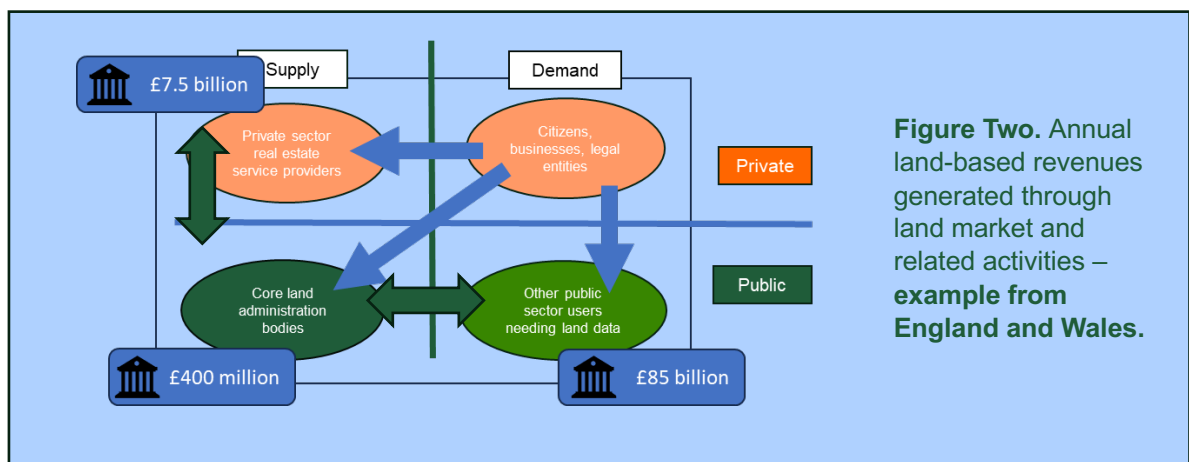 Supply
Demand
£7.5 billion
Private sector
real estate
service providers
Citizens,
businesses, legal
entities
Private
Core land
administration
bodies
Other public
sector users
needing land data
Public
£400 million
£85 billion
Figure Two. Annual
land-based revenues
generated through
land market and
related activities –
example from
England and Wales.